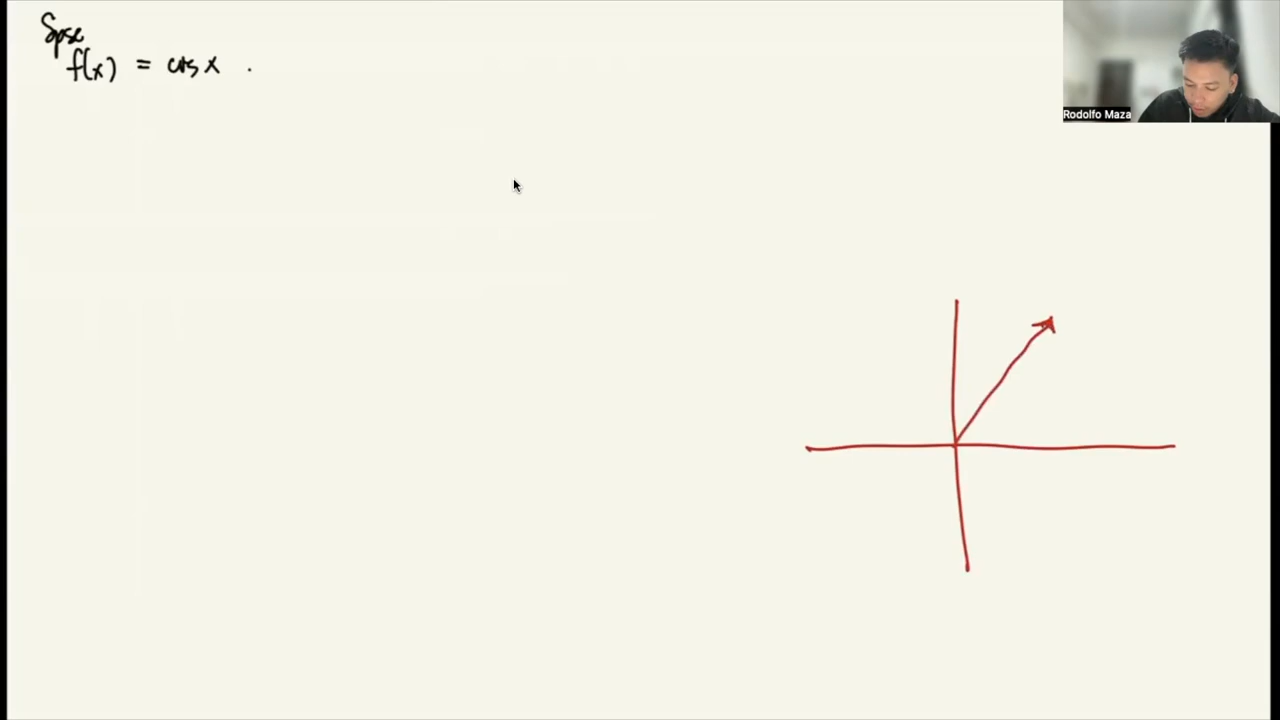 Spse
f(x) = cos x .
Rodolfo Maza